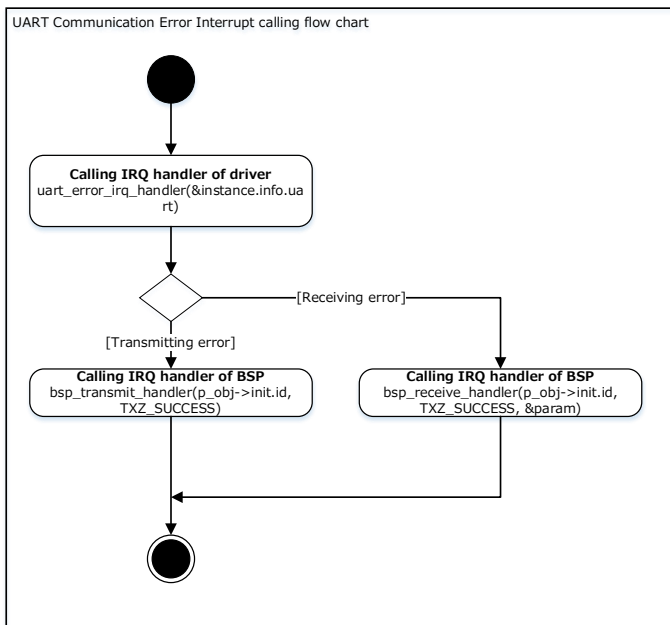 UART Communication Error Interrupt calling flow chart
Calling IRQ handler of driver
uart_error_irq_handler(&instance.info.ua
rt)
[Receiving error]
[Transmitting error]
Calling IRQ handler of BSP
bsp_transmit_handler(p_obj->init.id,
TXZ_SUCCESS)
Calling IRQ handler of BSP
bsp_receive_handler(p_obj->init.id,
TXZ_SUCCESS, &param)